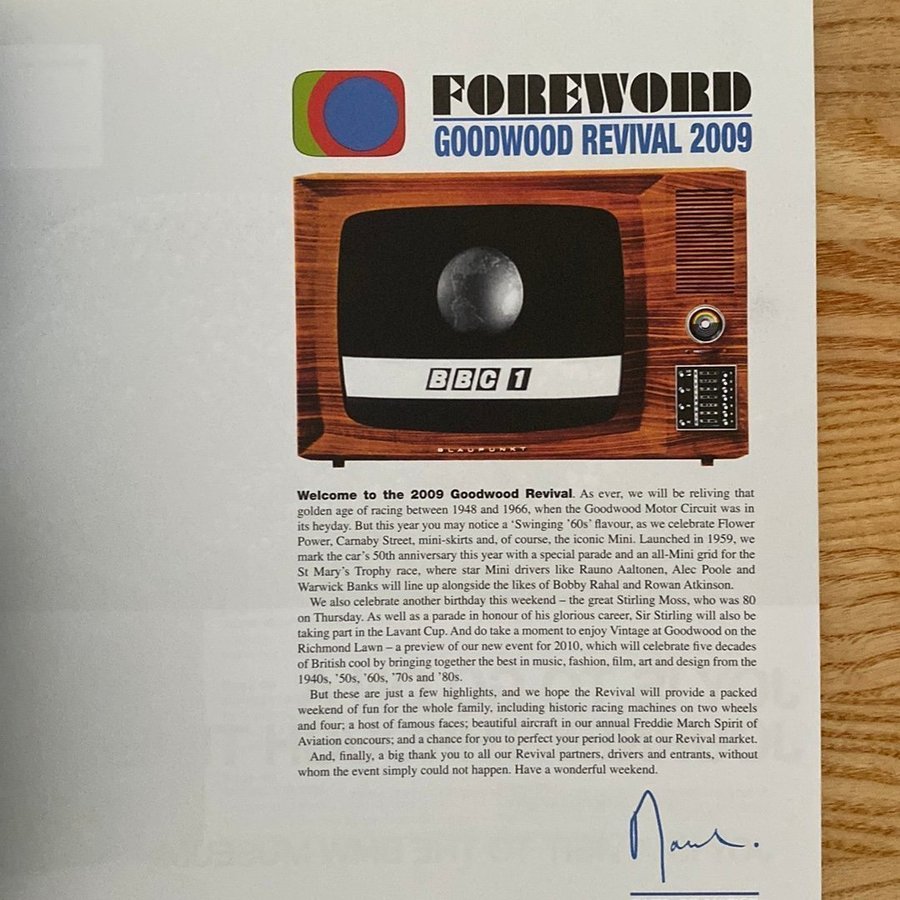 FOREWORD
GOODWOOD REVIVAL 2009
BBC 1
BLAUPUNKT
Welcome to the 2009 Goodwood Revival. As ever, we will be reliving that
golden age of racing between 1948 and 1966, when the Goodwood Motor Circuit was in
its heyday. But this year you may notice a ‘Swinging ’60s’ flavour, as we celebrate Flower
Power, Carnaby Street, mini-skirts and, of course, the iconic Mini. Launched in 1959, we
mark the car’s 50th anniversary this year with a special parade and an all-Mini grid for the
St Mary’s Trophy race, where star Mini drivers like Rauno Aaltonen, Alec Poole and
Warwick Banks will line up alongside the likes of Bobby Rahal and Rowan Atkinson.
We also celebrate another birthday this weekend – the great Stirling Moss, who was 80
on Thursday. As well as a parade in honour of his glorious career, Sir Stirling will also be
taking part in the Lavant Cup. And do take a moment to enjoy Vintage at Goodwood on the
Richmond Lawn – a preview of our new event for 2010, which will celebrate five decades
of British cool by bringing together the best in music, fashion, film, art and design from the
1940s, ’50s, ’60s, ’70s and ’80s.
But these are just a few highlights, and we hope the Revival will provide a packed
weekend of fun for the whole family, including historic racing machines on two wheels
and four; a host of famous faces; beautiful aircraft in our annual Freddie March Spirit of
Aviation concours; and a chance for you to perfect your period look at our Revival market.
And, finally, a big thank you to all our Revival partners, drivers and entrants, without
whom the event simply could not happen. Have a wonderful weekend.